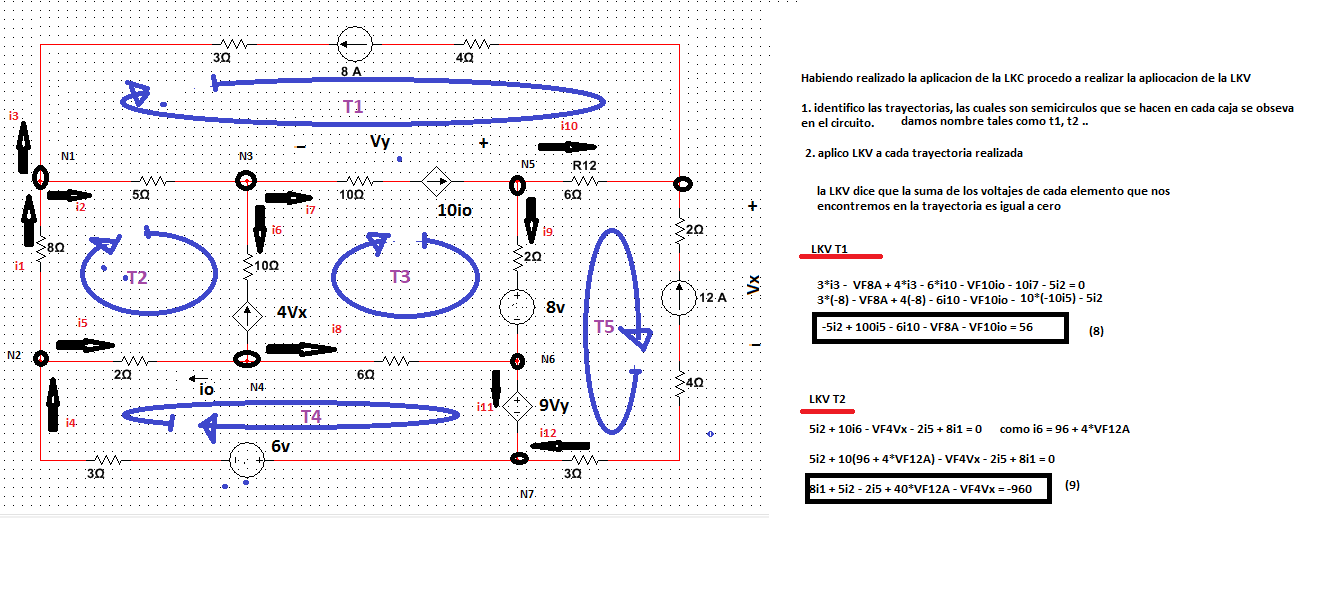 3Ω
8 A
4Ω
T1
i3
N1
i2
5Ω
N3
i7
Vy
−
+
10Ω
10io
i10
N5
R12
6Ω
i1
8Ω
T2
i6
10Ω
4Vx
T3
i9
2Ω
8v
T5
2Ω
12 A
+
Vx
−
4Ω
i5
N2
2Ω
io
N4
i8
6Ω
N6
i11
9Vy
i4
T4
6v
3Ω
i12
3Ω
N7
Habiendo realizado la aplicacion de la LKC procedo a realizar la apliocacion de la LKV
1. identifico las trayectorias, las cuales son semicirculos que se hacen en cada caja se obseva
en el circuito. damos nombre tales como t1, t2 ..
2. aplico LKV a cada trayectoria realizada
la LKV dice que la suma de los voltajes de cada elemento que nos
encontremos en la trayectoria es igual a cero
LKV T1
3*i3 - VF8A + 4*i3 - 6*i10 - VF10io - 10i7 - 5i2 = 0
3*(-8) - VF8A + 4(-8) - 6i10 - VF10io - 10*(-10i5) - 5i2
-5i2 + 100i5 - 6i10 - VF8A - VF10io = 56
(8)
LKV T2
5i2 + 10i6 - VF4Vx - 2i5 + 8i1 = 0 como i6 = 96 + 4*VF12A
5i2 + 10(96 + 4*VF12A) - VF4Vx - 2i5 + 8i1 = 0
8i1 + 5i2 - 2i5 + 40*VF12A - VF4Vx = -960
(9)